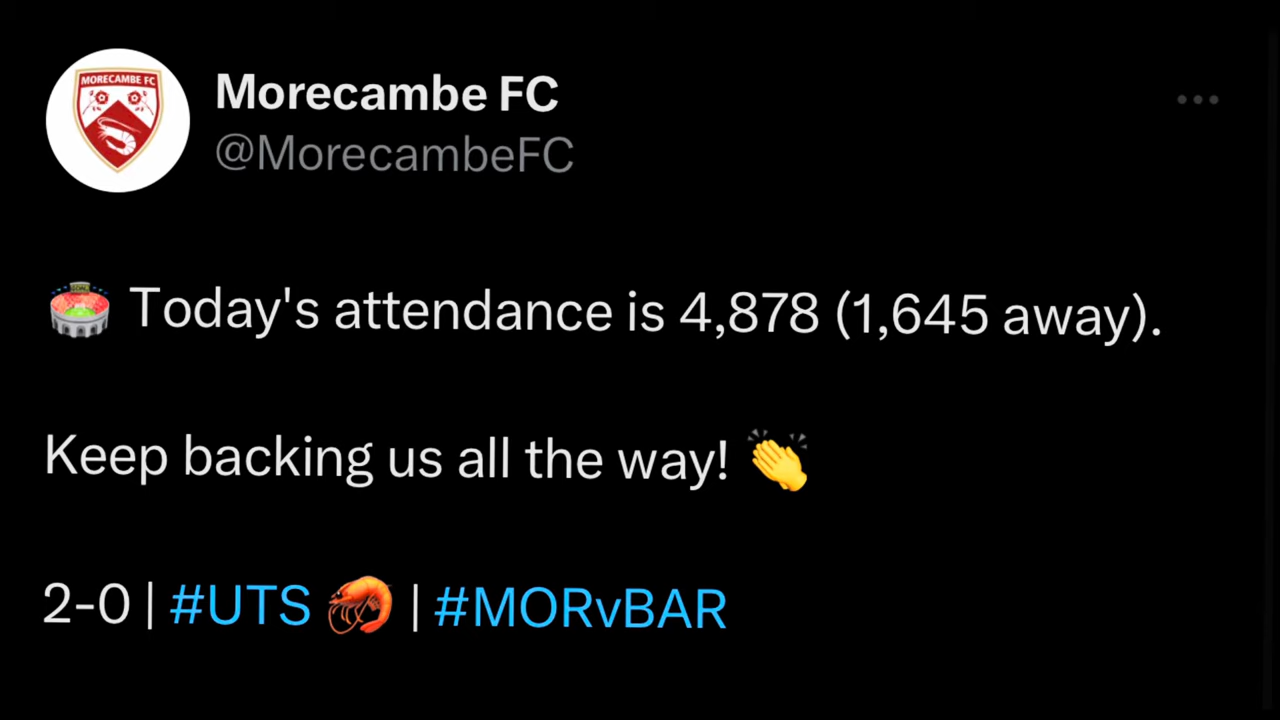 MORECAMBE FC
Morecambe FC
@MorecambeFC
🏟️ Today's attendance is 4,878 (1,645 away).
Keep backing us all the way! 👏
2-0 | #UTS 🦐 | #MORvBAR